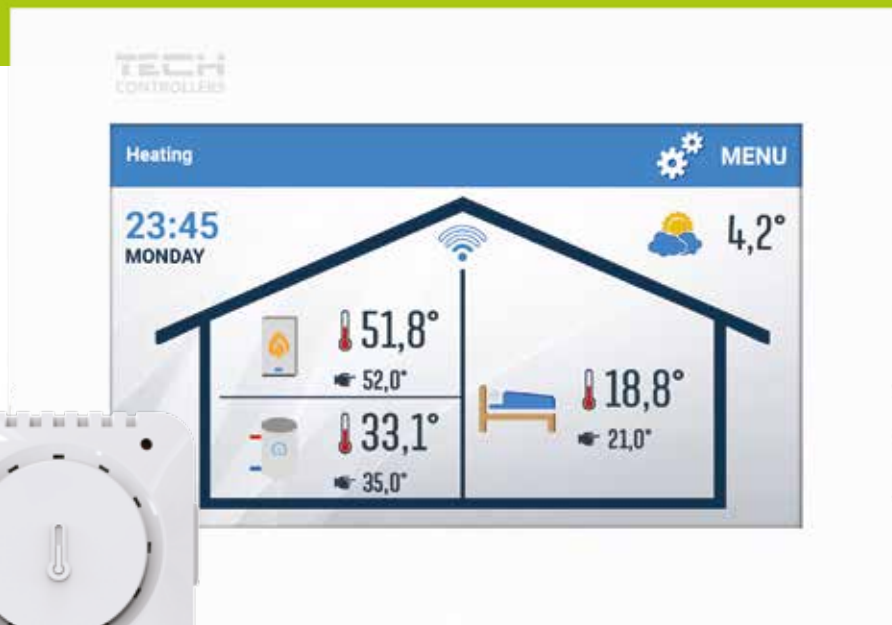 TECH
CONTROLLERS
Heating
MENU
23:45
MONDAY
4,2°
51,8°
52,0°
18,8°
21,0°
33,1°
35,0°